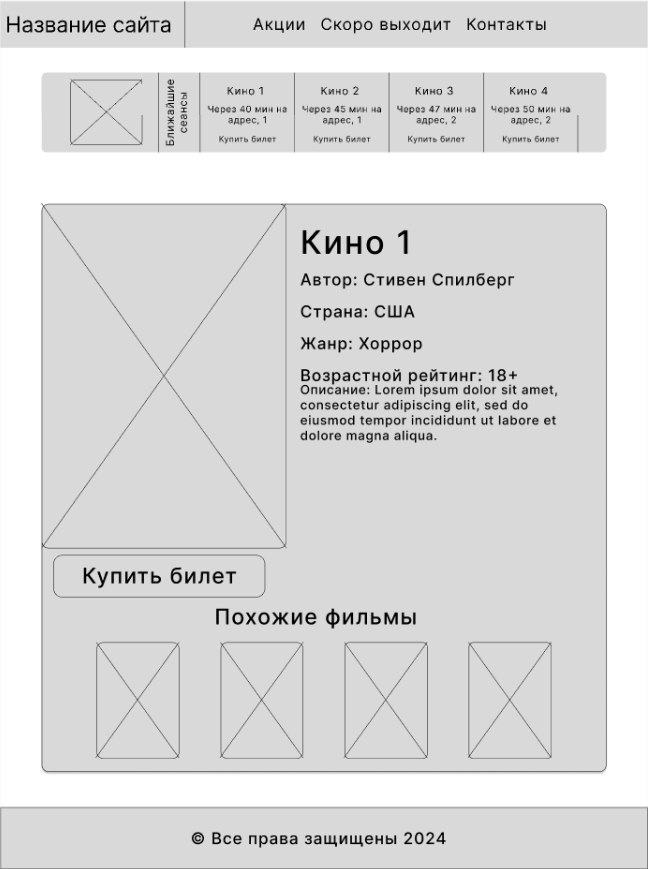 Название сайта
Акции Скоро выходит Контакты
Ближайшие
сеансы
Кино 1
Через 40 мин на
адрес, 1
Купить билет
Кино 2
Через 45 мин на
адрес, 1
Купить билет
Кино 3
Через 47 мин на
адрес, 2
Купить билет
Кино 4
Через 50 мин на
адрес, 2
Купить билет
Кино 1
Автор: Стивен Спилберг
Страна: США
Жанр: Хоррор
Возрастной рейтинг: 18+
Описание: Lorem ipsum dolor sit amet,
consectetur adipiscing elit, sed do
eiusmod tempor incididunt ut labore et
dolore magna aliqua.
Купить билет
Похожие фильмы
© Все права защищены 2024